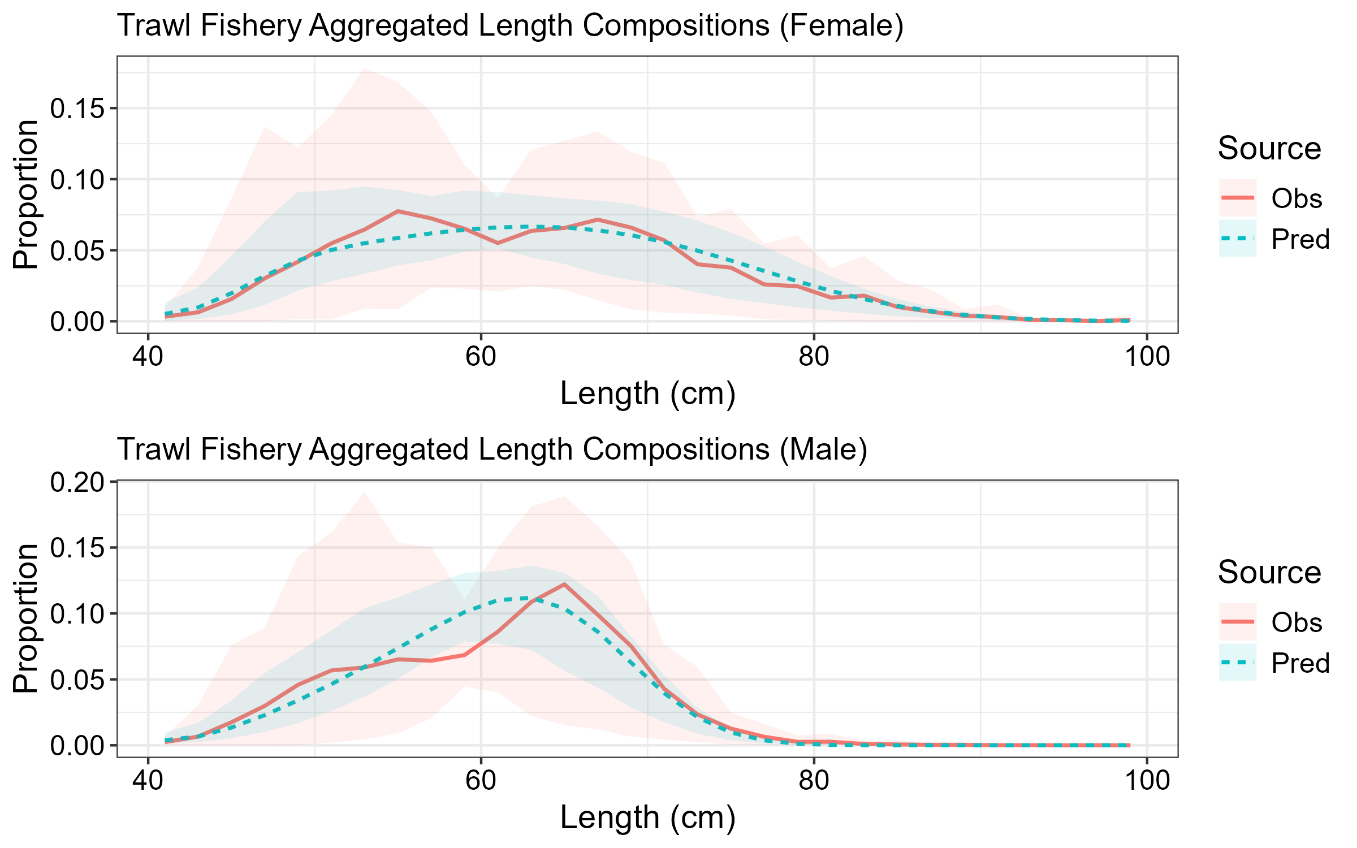 Trawl Fishery Aggregated Length Compositions (Female)
Proportion
0.15
0.10
0.05
0.00
40 60 80 100
Length (cm)
Source
Obs
Pred
Trawl Fishery Aggregated Length Compositions (Male)
Proportion
0.20
0.15
0.10
0.05
0.00
40 60 80 100
Length (cm)
Source
Obs
Pred